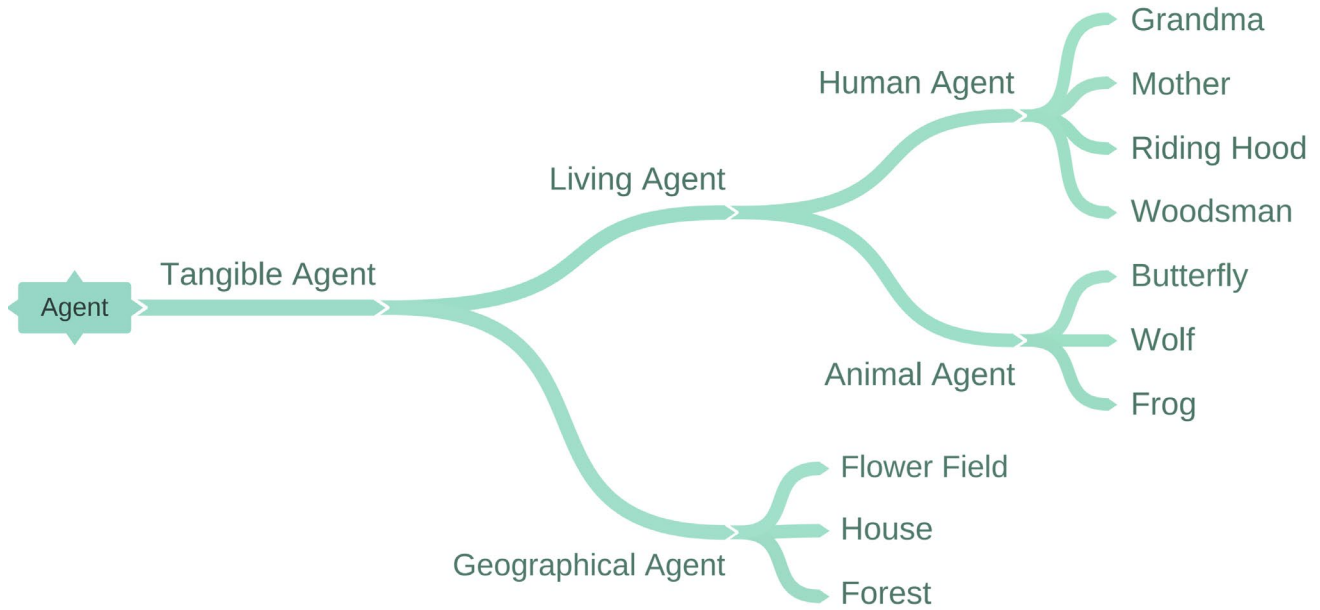 Agent
Tangible Agent
Living Agent
Human Agent
Grandma
Mother
Riding Hood
Woodsman
Animal Agent
Butterfly
Wolf
Frog
Geographical Agent
Flower Field
House
Forest